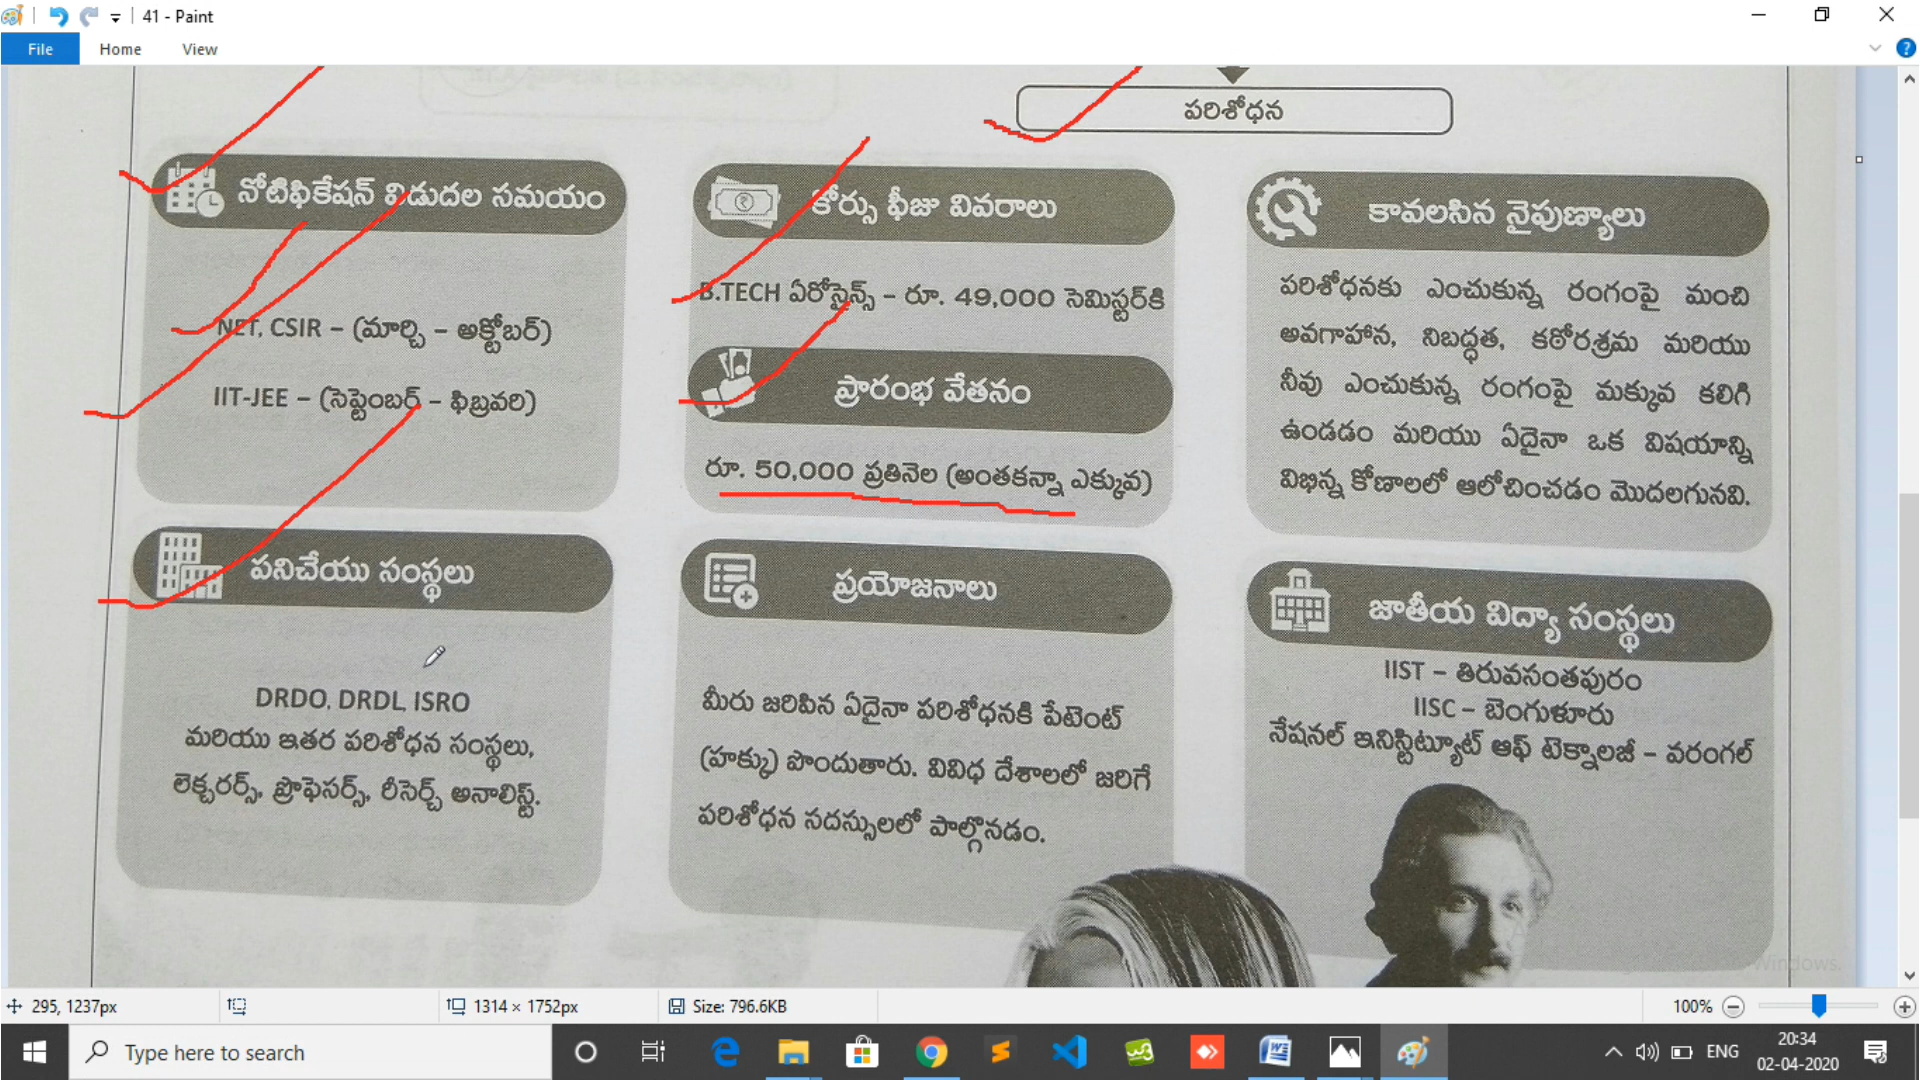 41 - Paint
File Home View
పరిశోధన
నోటిఫికేషన్ విడుదల సమయం
NET, CSIR – (మార్చి – అక్టోబర్)
IIT-JEE – (సెప్టెంబర్ – ఫిబ్రవరి)
కోర్సు ఫీజు వివరాలు
B.TECH ఏరోస్పైన్స్ – రూ. 49,000 సెమిస్టర్‌కి
ప్రారంభ వేతనం
రూ. 50,000 ప్రతినెల (అంతకన్నా ఎక్కువ)
కావలసిన నైపుణ్యాలు
పరిశోధనకు ఎంచుకున్న రంగంపై మంచి
అవగాహాన, నిబద్ధత, కఠోరశ్రమ మరియు
నీవు ఎంచుకున్న రంగంపై మక్కువ కలిగి
ఉండడం మరియు ఏదైనా ఒక విషయాన్ని
విభిన్న కోణాలలో ఆలోచించడం మొదలగునవి.
పనిచేయు సంస్థలు
DRDO, DRDL, ISRO
మరియు ఇతర పరిశోధన సంస్థలు,
లెక్చరర్స్, ప్రొఫెసర్స్, రీసెర్చ్ అనాలిస్ట్.
ప్రయోజనాలు
మీరు జరిపిన ఏదైనా పరిశోధనకి పేటెంట్
(హక్కు) పొందుతారు. వివిధ దేశాలలో జరిగే
పరిశోధన సదస్సులలో పాల్గొనడం.
జాతీయ విద్యా సంస్థలు
IIST – తిరువనంతపురం
IISC – బెంగుళూరు
నేషనల్ ఇనిస్టిట్యూట్ ఆఫ్ టెక్నాలజీ – వరంగల్
Windows.
295, 1237px 1314 × 1752px Size: 796.6KB 100%
Type here to search
ENG
20:34
02-04-2020